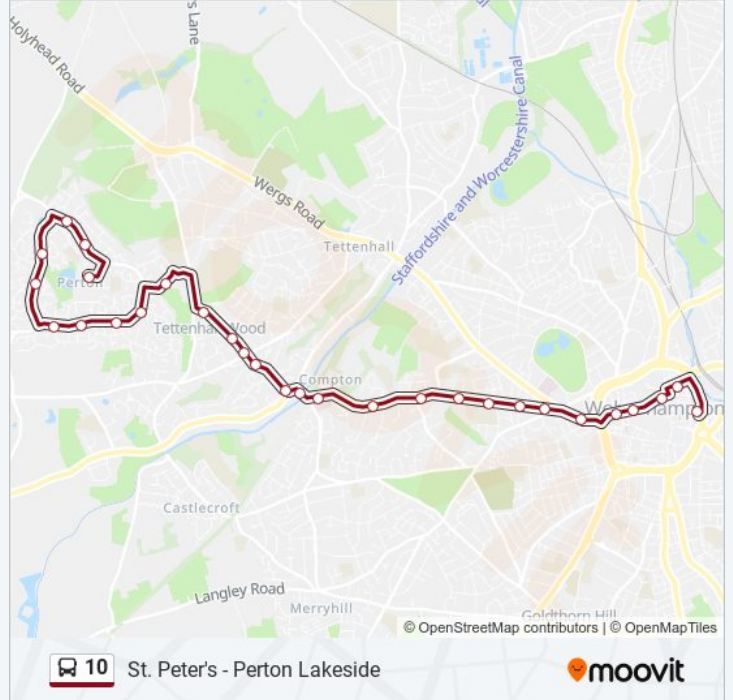 s Lane
Holyhead Road
Staffordshire and Worcestershire Canal
Wergs Road
Tettenhall
Perton
Tettenhall Wood
Compton
Wolverhampton
Castlecroft
Langley Road
Merryhill
Goldthorn Hill
© OpenStreetMap contributors | © OpenMapTiles
10 St. Peter's - Perton Lakeside
moovit